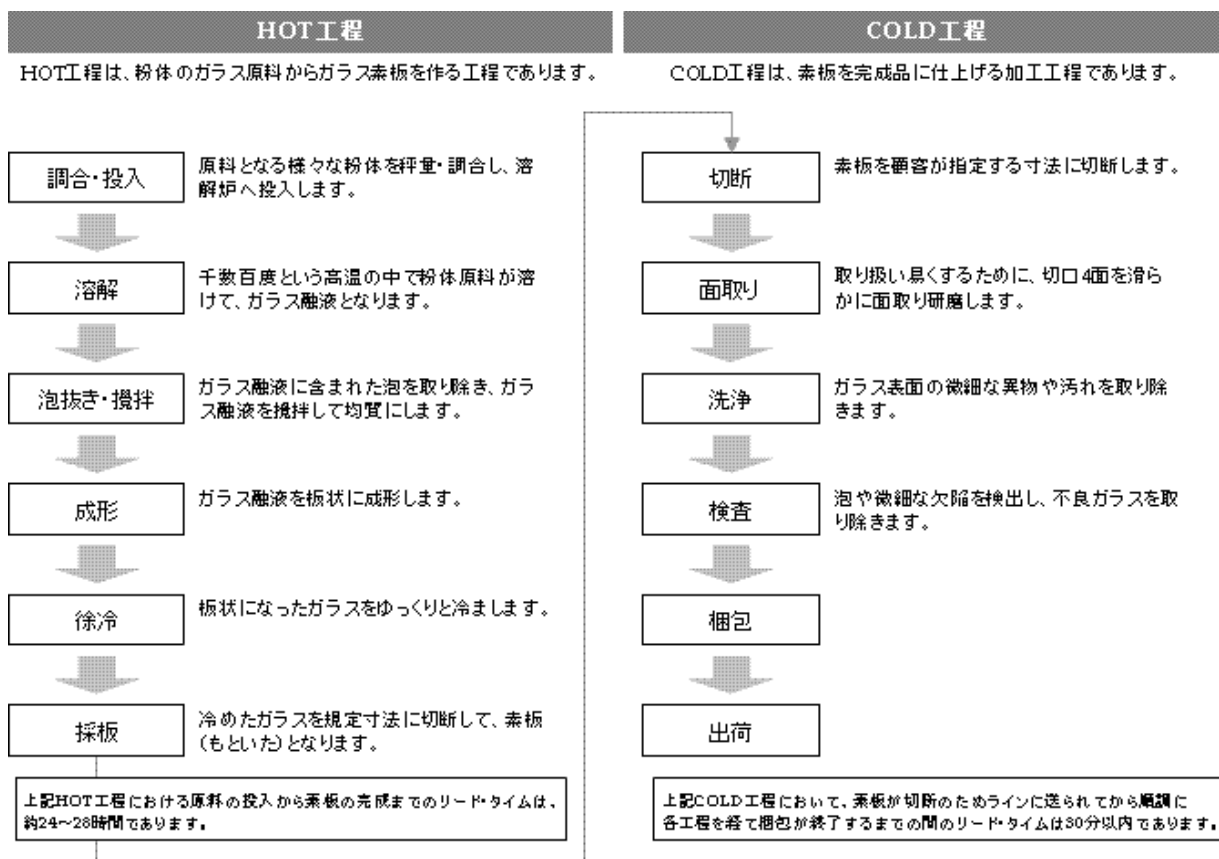 HOT工程
HOT工程は、粉体のガラス原料からガラス素板を作る工程であります。
調合・投入
原料となる様々な粉体を秤量・調合し、溶
解炉へ投入します。
溶解
千数百度という高温の中で粉体原料が溶
けて、ガラス融液となります。
泡抜き・攪拌
ガラス融液に含まれた泡を取り除き、ガラ
ス融液を攪拌して均質にします。
成形
ガラス融液を板状に成形します。
徐冷
板状になったガラスをゆっくりと冷まします。
採板
冷めたガラスを規定寸法に切断して、素板
（もといた）となります。
上記HOT工程における原料の投入から素板の完成までのリード・タイムは、
約24～28時間であります。
COLD工程
COLD工程は、素板を完成品に仕上げる加工工程であります。
切断
素板を顧客が指定する寸法に切断します。
面取り
取り扱い易くするために、切口4面を滑ら
かに面取り研磨します。
洗浄
ガラス表面の微細な異物や汚れを取り除
きます。
検査
泡や微細な欠陥を検出し、不良ガラスを取
り除きます。
梱包
出荷
上記COLD工程において、素板が切断のためラインに送られてから順調に
各工程を経て梱包が終了するまでの間のリード・タイムは30分以内であります。